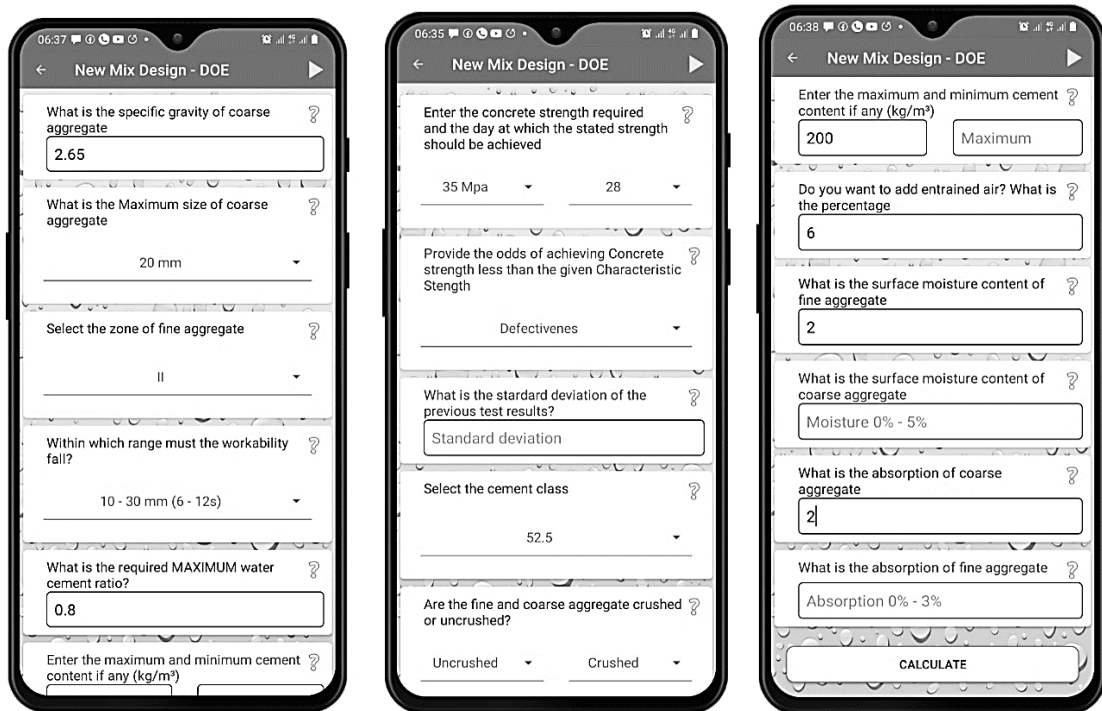 06:37
New Mix Design - DOE
What is the specific gravity of coarse
aggregate
2.65
What is the Maximum size of coarse
aggregate
20 mm
Select the zone of fine aggregate
II
Within which range must the workability
fall?
10 - 30 mm (6 - 12s)
What is the required MAXIMUM water
cement ratio?
0.8
Enter the maximum and minimum cement
content if any (kg/m³)
06:35
New Mix Design - DOE
Enter the concrete strength required
and the day at which the stated strength
should be achieved
35 Mpa 28
Provide the odds of achieving Concrete
strength less than the given Characteristic
Stength
Defectivenes
What is the stardard deviation of the
previous test results?
Standard deviation
Select the cement class
52.5
Are the fine and coarse aggregate crushed
or uncrushed?
Uncrushed Crushed
06:38
New Mix Design - DOE
Enter the maximum and minimum cement
content if any (kg/m³)
200 Maximum
Do you want to add entrained air? What is
the percentage
6
What is the surface moisture content of
fine aggregate
2
What is the surface moisture content of
coarse aggregate
Moisture 0% - 5%
What is the absorption of coarse
aggregate
2
What is the absorption of fine aggregate
Absorption 0% - 3%
CALCULATE